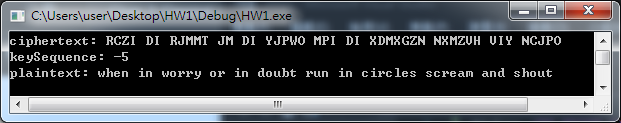 C:\Users\user\Desktop\HW1\Debug\HW1.exe
ciphertext: RCZI DI RJMMT JM DI YJPWO MPI DI XDMXGZN NXMZVH VIY NCJPO
keySequence: -5
plaintext: when in worry or in doubt run in circles scream and shout